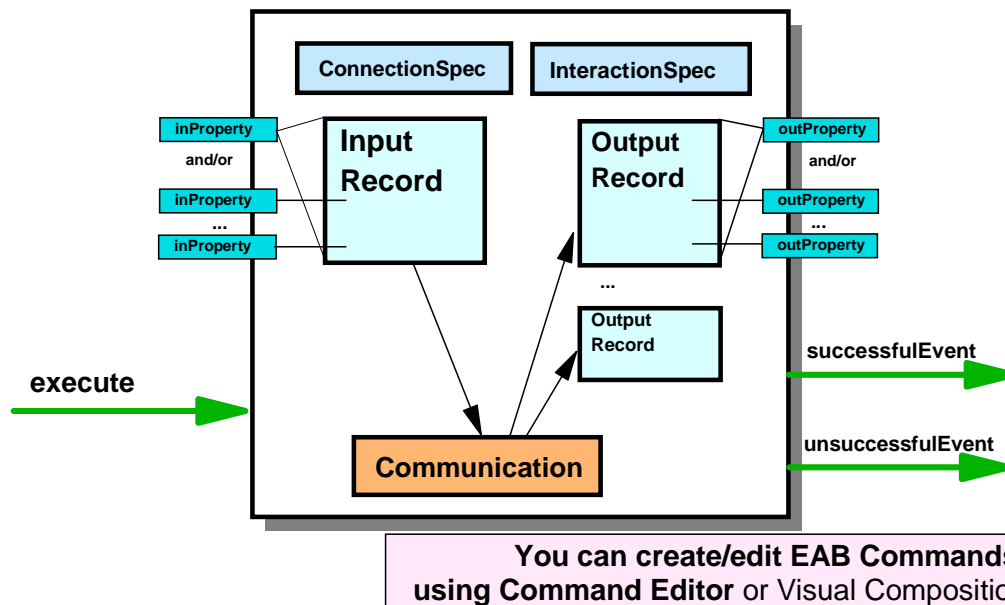 ConnectionSpec
InteractionSpec
inProperty
and/or
inProperty
...
inProperty
Input
Record
Output
Record
outProperty
and/or
outProperty
...
outProperty
...
Output
Record
execute
successfulEvent
unsuccessfulEvent
Communication
You can create/edit EAB Commands
using Command Editor or Visual Compositio